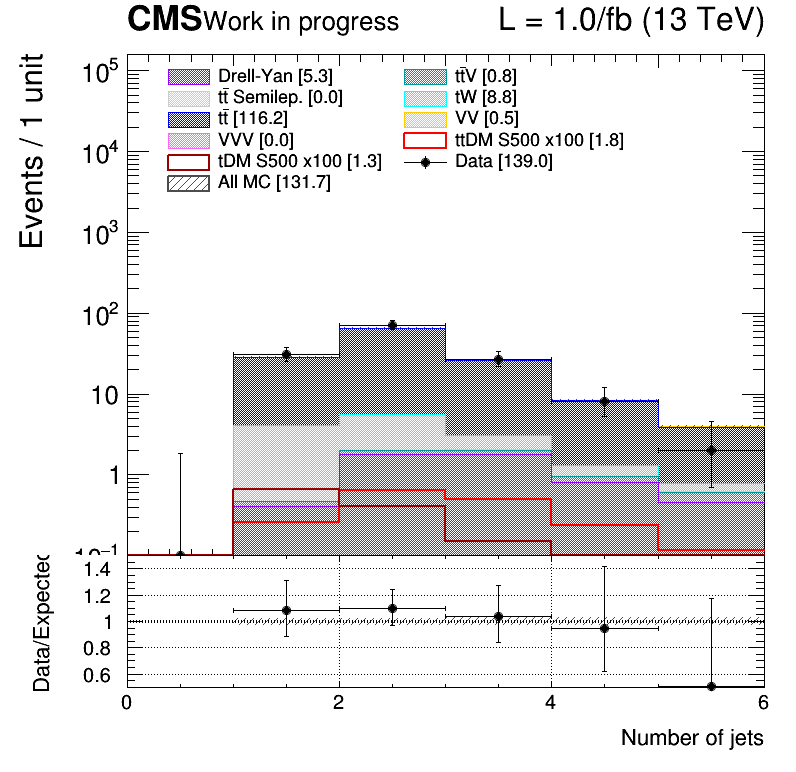 CMS Work in progress L = 1.0/fb (13 TeV)
Events / 1 unit
10⁵
10⁴
10³
10²
10
1
10⁻¹
Drell-Yan [5.3] tt̄V [0.8]
tt̄ Semilep. [0.0] tW [8.8]
tt̄ [116.2] VV [0.5]
VVV [0.0] ttDM S500 x100 [1.8]
tDM S500 x100 [1.3] Data [139.0]
All MC [131.7]
Data/Expected
1.4
1.2
1
0.8
0.6
0 2 4 6
Number of jets